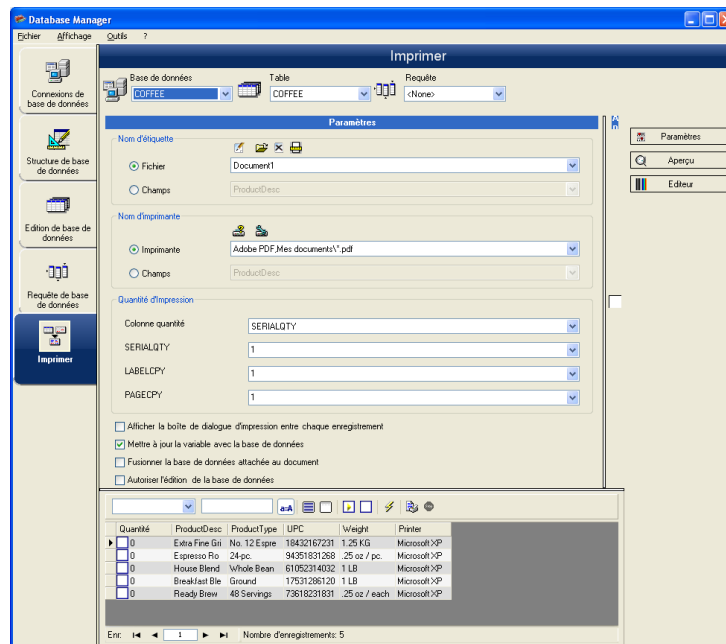 Database Manager
Fichier Affichage Outils ?
Imprimer
Connexions de base de données
Structure de base de données
Edition de base de données
Requête de base de données
Imprimer
Base de données Table Requête
COFFEE COFFEE <None>
Paramètres
Nom d'étiquette
Fichier Document1
Champs ProductDesc
Nom d'imprimante
Imprimante Adobe PDF,Mes documents\*.pdf
Champs ProductDesc
Quantité d'Impression
Colonne quantité SERIALQTY
SERIALQTY 1
LABELCPY 1
PAGECPY 1
Afficher la boîte de dialogue d'impression entre chaque enregistrement
Mettre à jour la variable avec la base de données
Fusionner la base de données attachée au document
Autoriser l'édition de la base de données
Paramètres
Aperçu
Editeur
a=A
Quantité ProductDesc ProductType UPC Weight Printer
0 Extra Fine Gri No. 12 Espre 18432167231 1.25 KG Microsoft XP
0 Espresso Ro 24-pc. 94351831268 .25 oz / pc. Microsoft XP
0 House Blend Whole Bean 61052314032 1 LB Microsoft XP
0 Breakfast Ble Ground 17531286120 1 LB Microsoft XP
0 Ready Brew 48 Servings 73618231831 .25 oz / each Microsoft XP
Enr: 1 Nombre d'enregistrements: 5